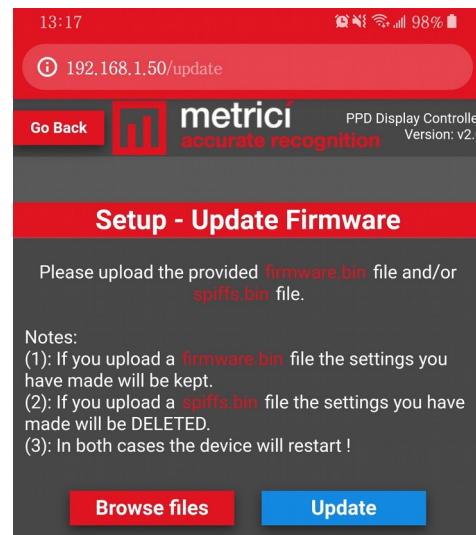 13:17
98%
192.168.1.50/update
Go Back
metrici
accurate recognition
PPD Display Controlle
Version: v2.
Setup - Update Firmware
Please upload the provided firmware.bin file and/or
spiffs.bin file.
Notes:
(1): If you upload a firmware.bin file the settings you
have made will be kept.
(2): If you upload a spiffs.bin file the settings you have
made will be DELETED.
(3): In both cases the device will restart !
Browse files
Update